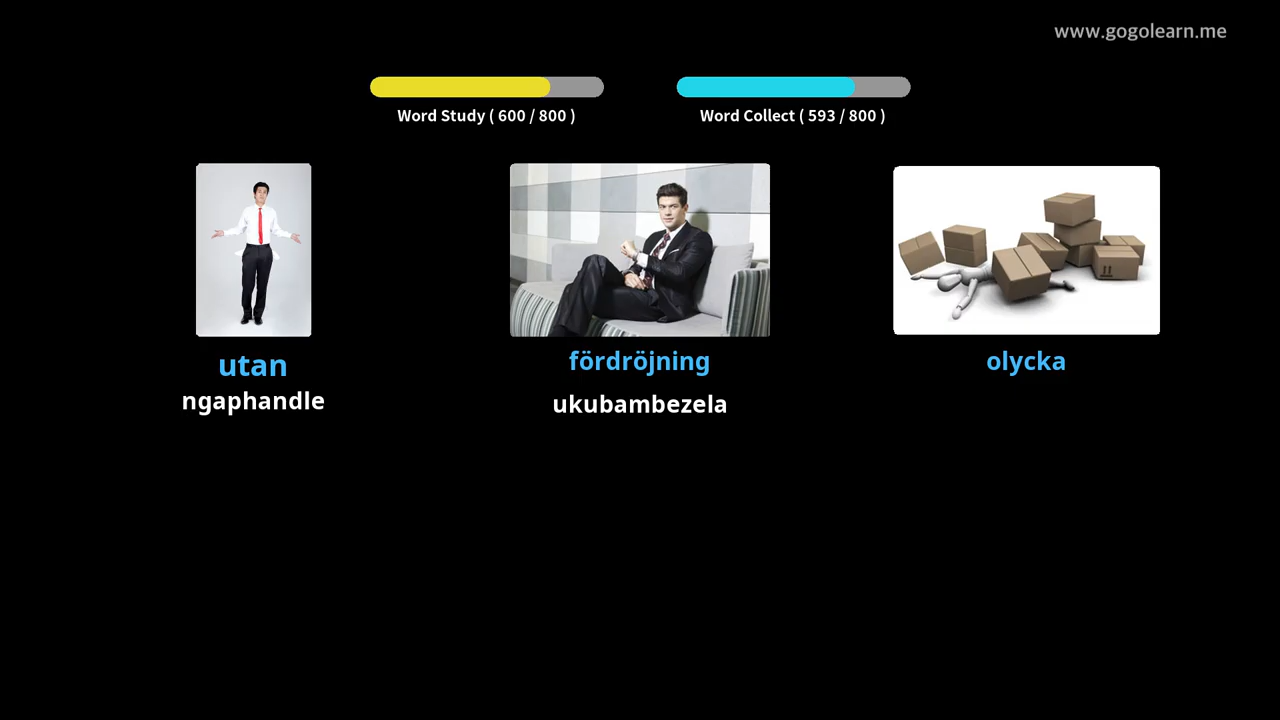 www.gogolearn.me
Word Study ( 600 / 800 )
Word Collect ( 593 / 800 )
utan
fördröjning
olycka
ngaphandle
ukubambezela